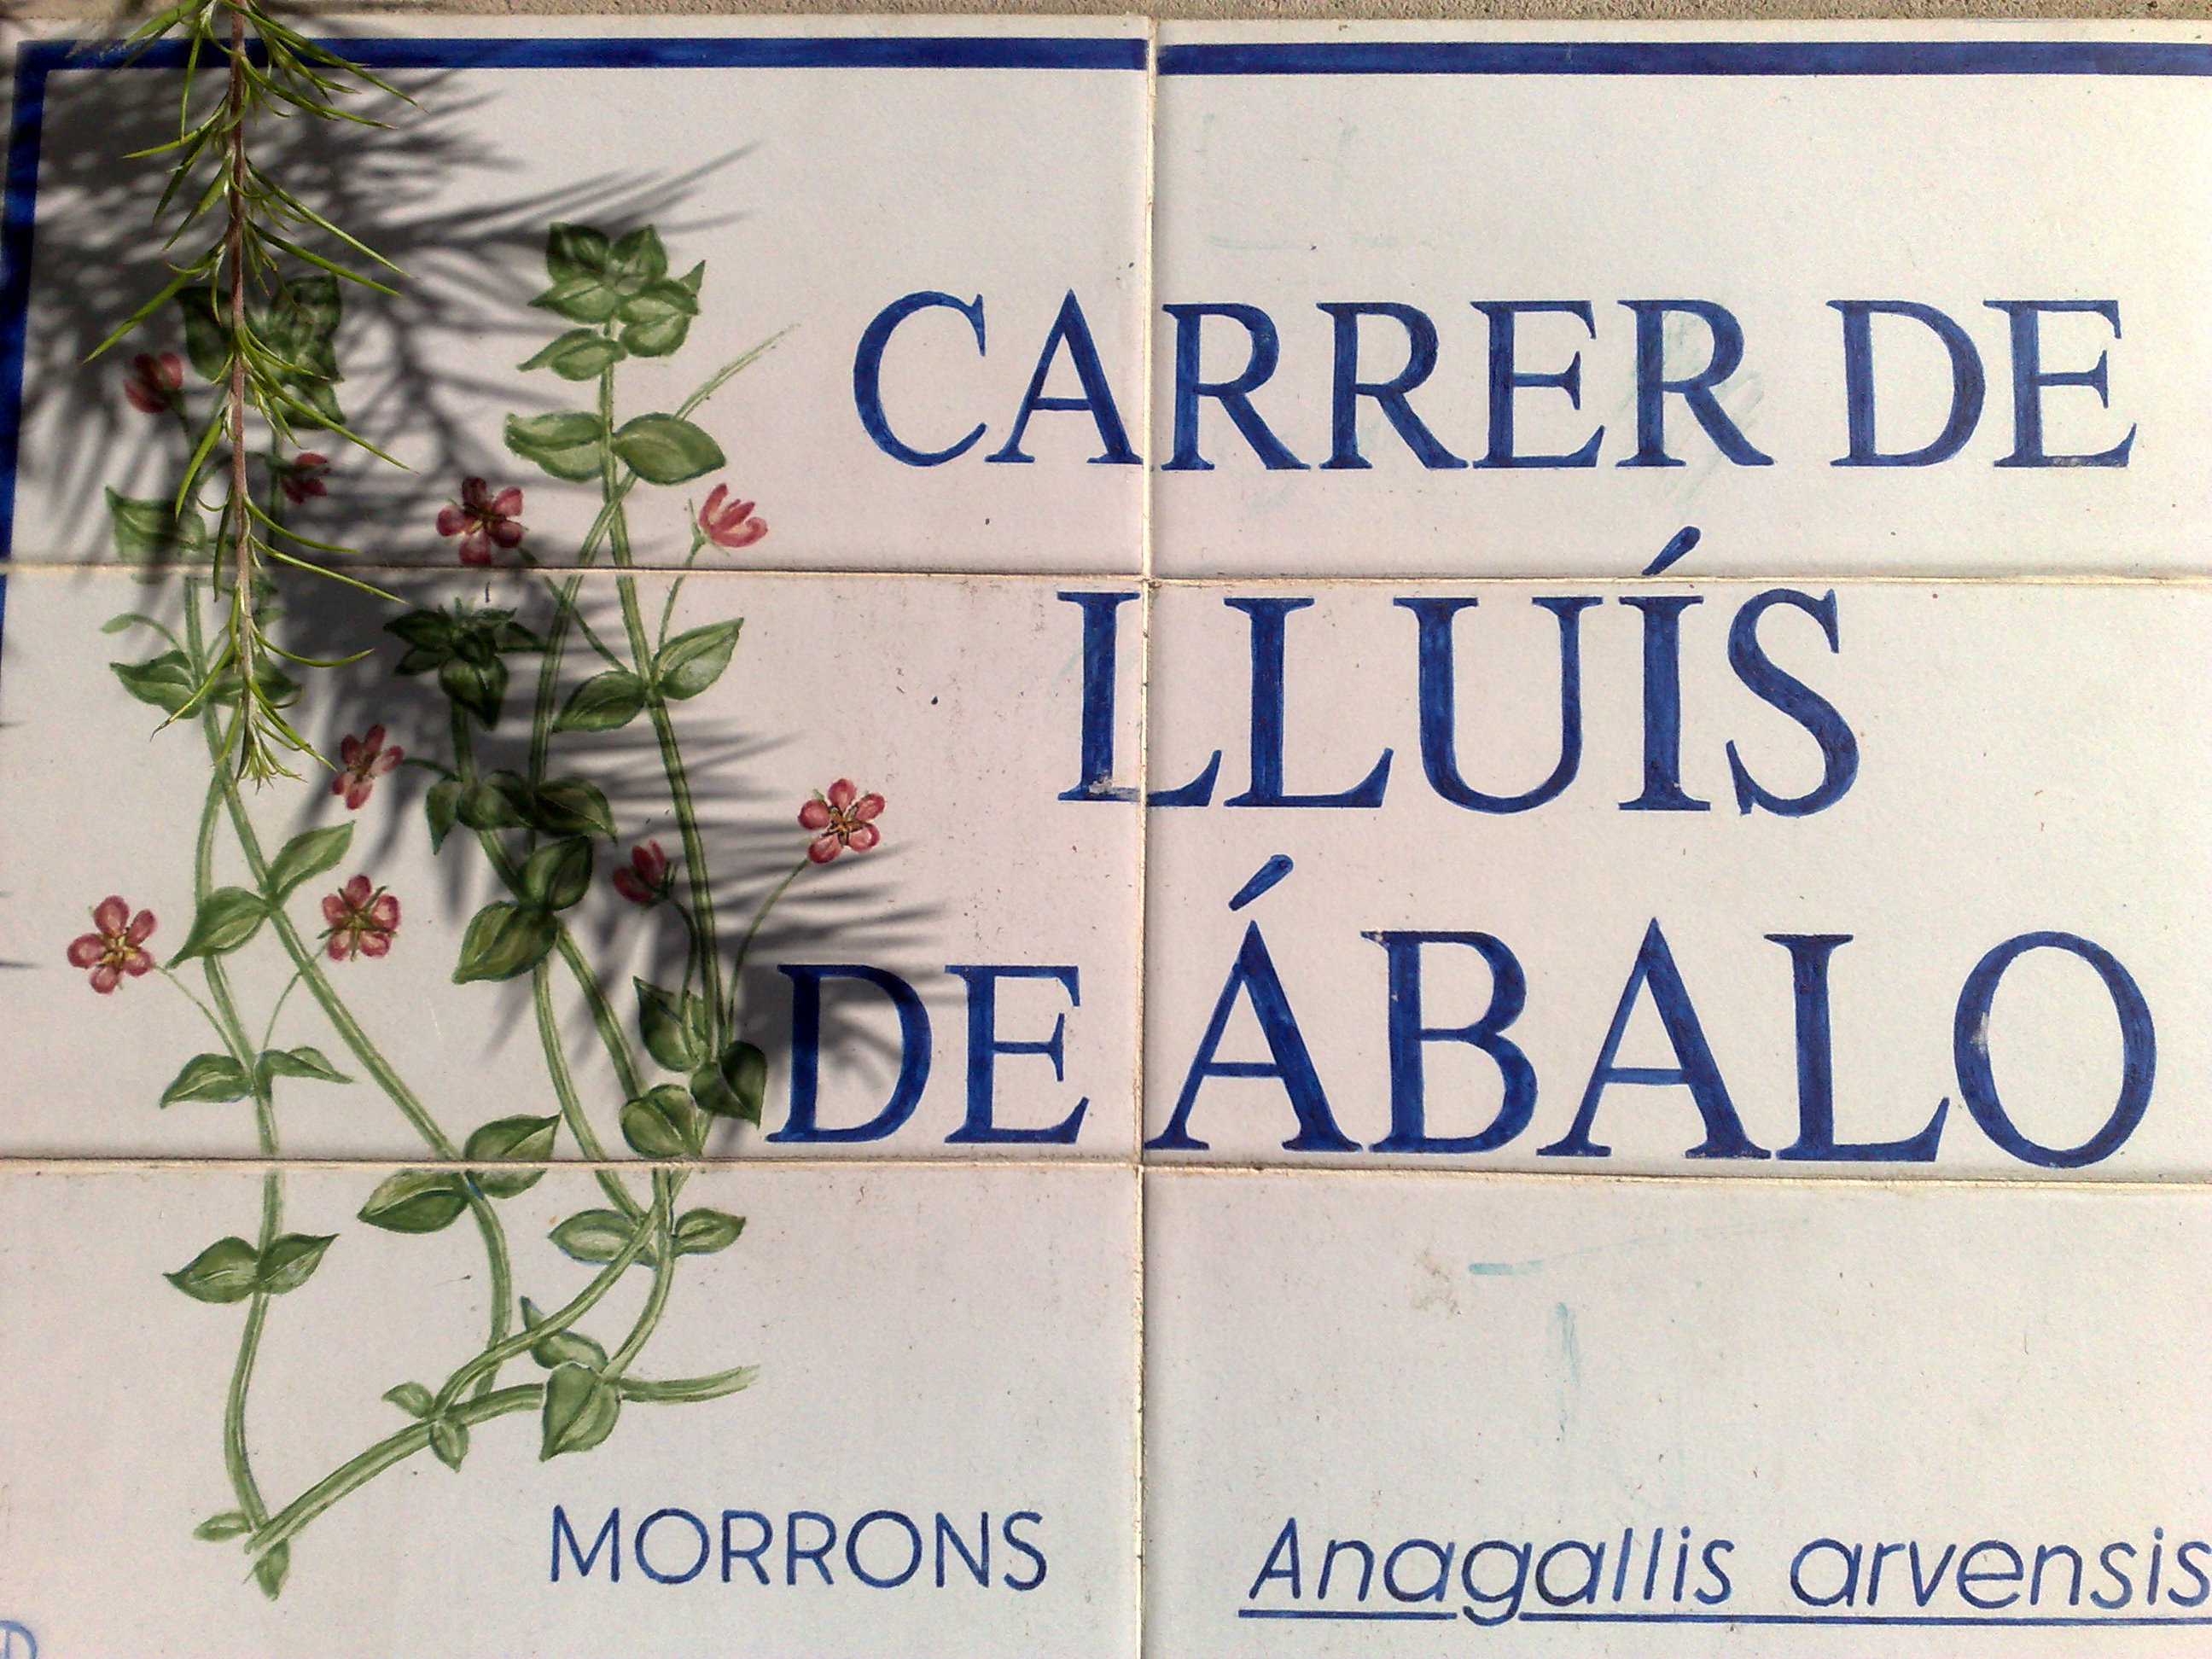 CARRER DE
LLUÍS
DE ÁBALO
MORRONS Anagallis arvensis